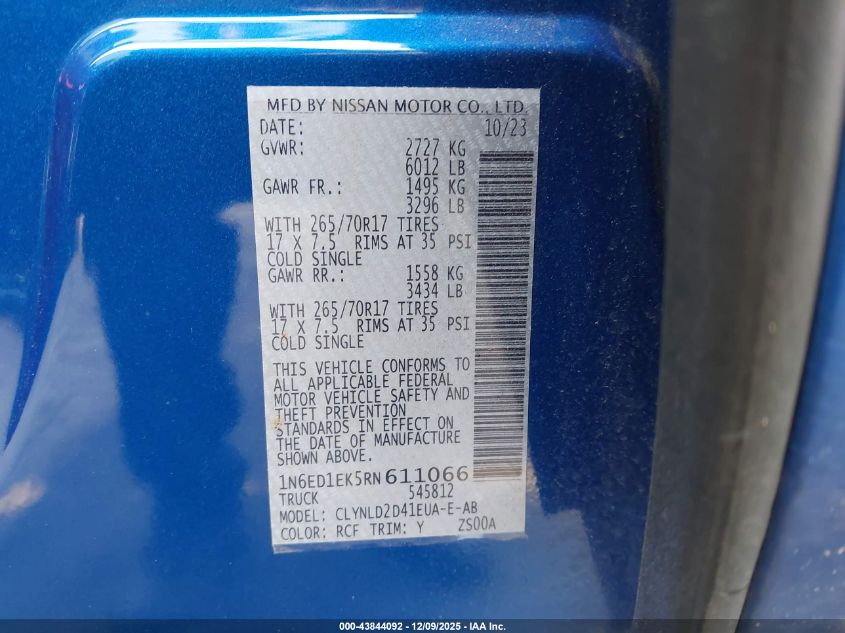 MFD BY NISSAN MOTOR CO., LTD.
DATE: 10/23
GVWR: 2727 KG
6012 LB
GAWR FR.: 1495 KG
3296 LB
WITH 265/70R17 TIRES
17 X 7.5 RIMS AT 35 PSI
COLD SINGLE
GAWR RR.: 1558 KG
3434 LB
WITH 265/70R17 TIRES
17 X 7.5 RIMS AT 35 PSI
COLD SINGLE
THIS VEHICLE CONFORMS TO
ALL APPLICABLE FEDERAL
MOTOR VEHICLE SAFETY AND
THEFT PREVENTION
STANDARDS IN EFFECT ON
THE DATE OF MANUFACTURE
SHOWN ABOVE.
1N6ED1EK5RN611066
TRUCK 545812
MODEL: CLYNLD2D41EUA-E-AB
COLOR: RCF TRIM: Y ZS00A
000-43844092 - 12/09/2025 - IAA Inc.